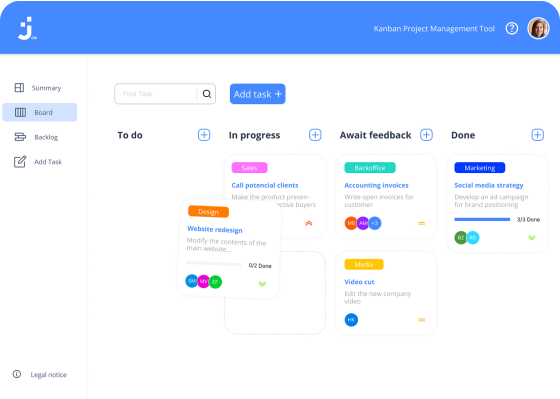 Kanban Project Management Tool
Summary
Board
Backlog
Add Task
Legal notice
Find Task
Add task +
To do
In progress
Await feedback
Done
Sales
Call potencial clients
Make the product presen-
ctive buyers
Design
Website redesign
Modify the contents of the
main website...
0/2 Done
SM MV EF
Backoffice
Accounting invoices
Write open invoices for
customer
MB AM +3
Media
Video cut
Edit the new company
video
HK
Marketing
Social media strategy
Develop an ad campaign
for brand positioning
3/3 Done